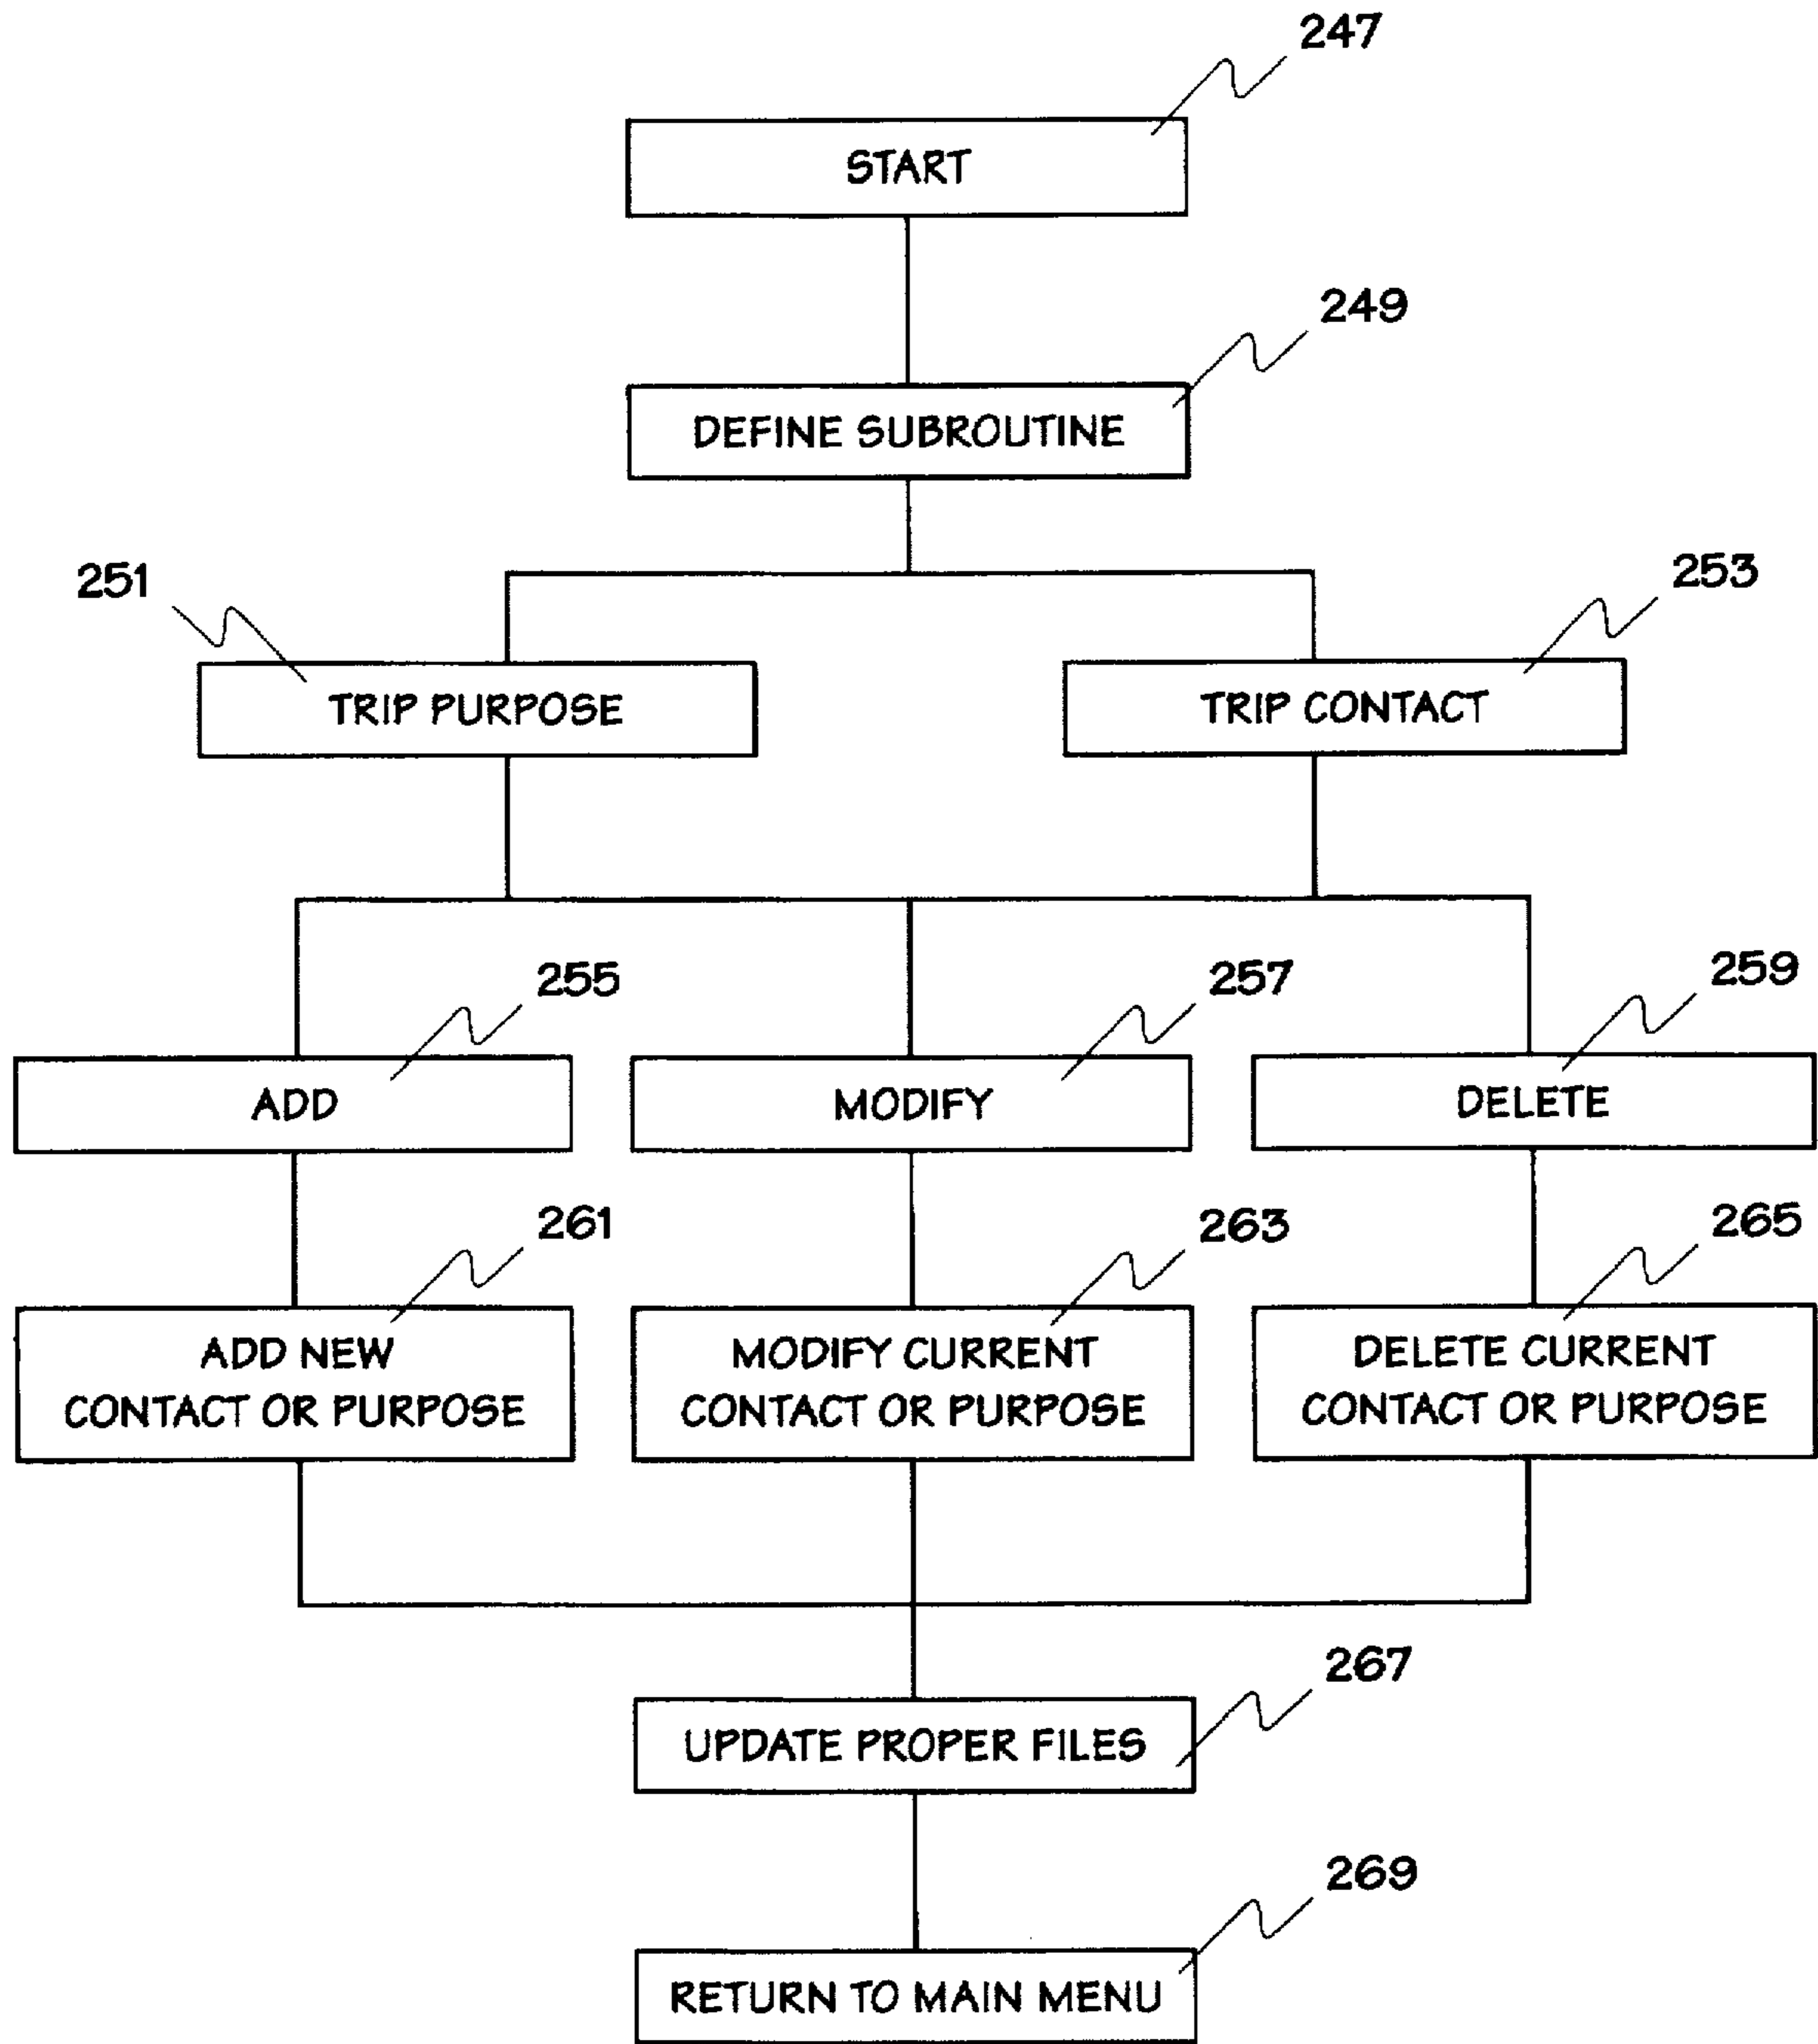 247
START
249
DEFINE SUBROUTINE
251
253
TRIP PURPOSE
TRIP CONTACT
255
257
259
ADD
MODIFY
DELETE
261
263
265
ADD NEW
CONTACT OR PURPOSE
MODIFY CURRENT
CONTACT OR PURPOSE
DELETE CURRENT
CONTACT OR PURPOSE
267
UPDATE PROPER FILES
269
RETURN TO MAIN MENU